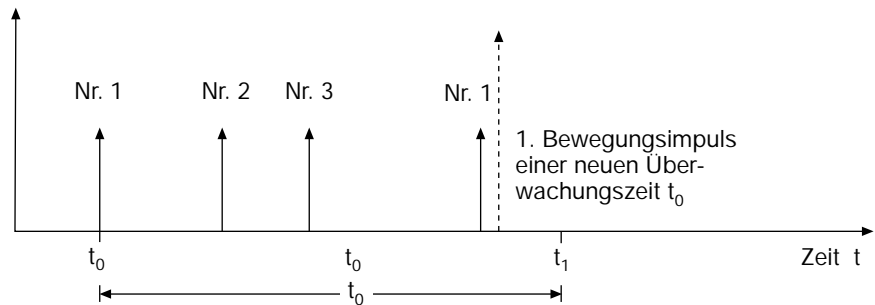 Nr. 1 Nr. 2 Nr. 3 Nr. 1
1. Bewegungsimpuls
einer neuen Über-
wachungszeit t₀
t₀ t₀ t₁ Zeit t
t₀